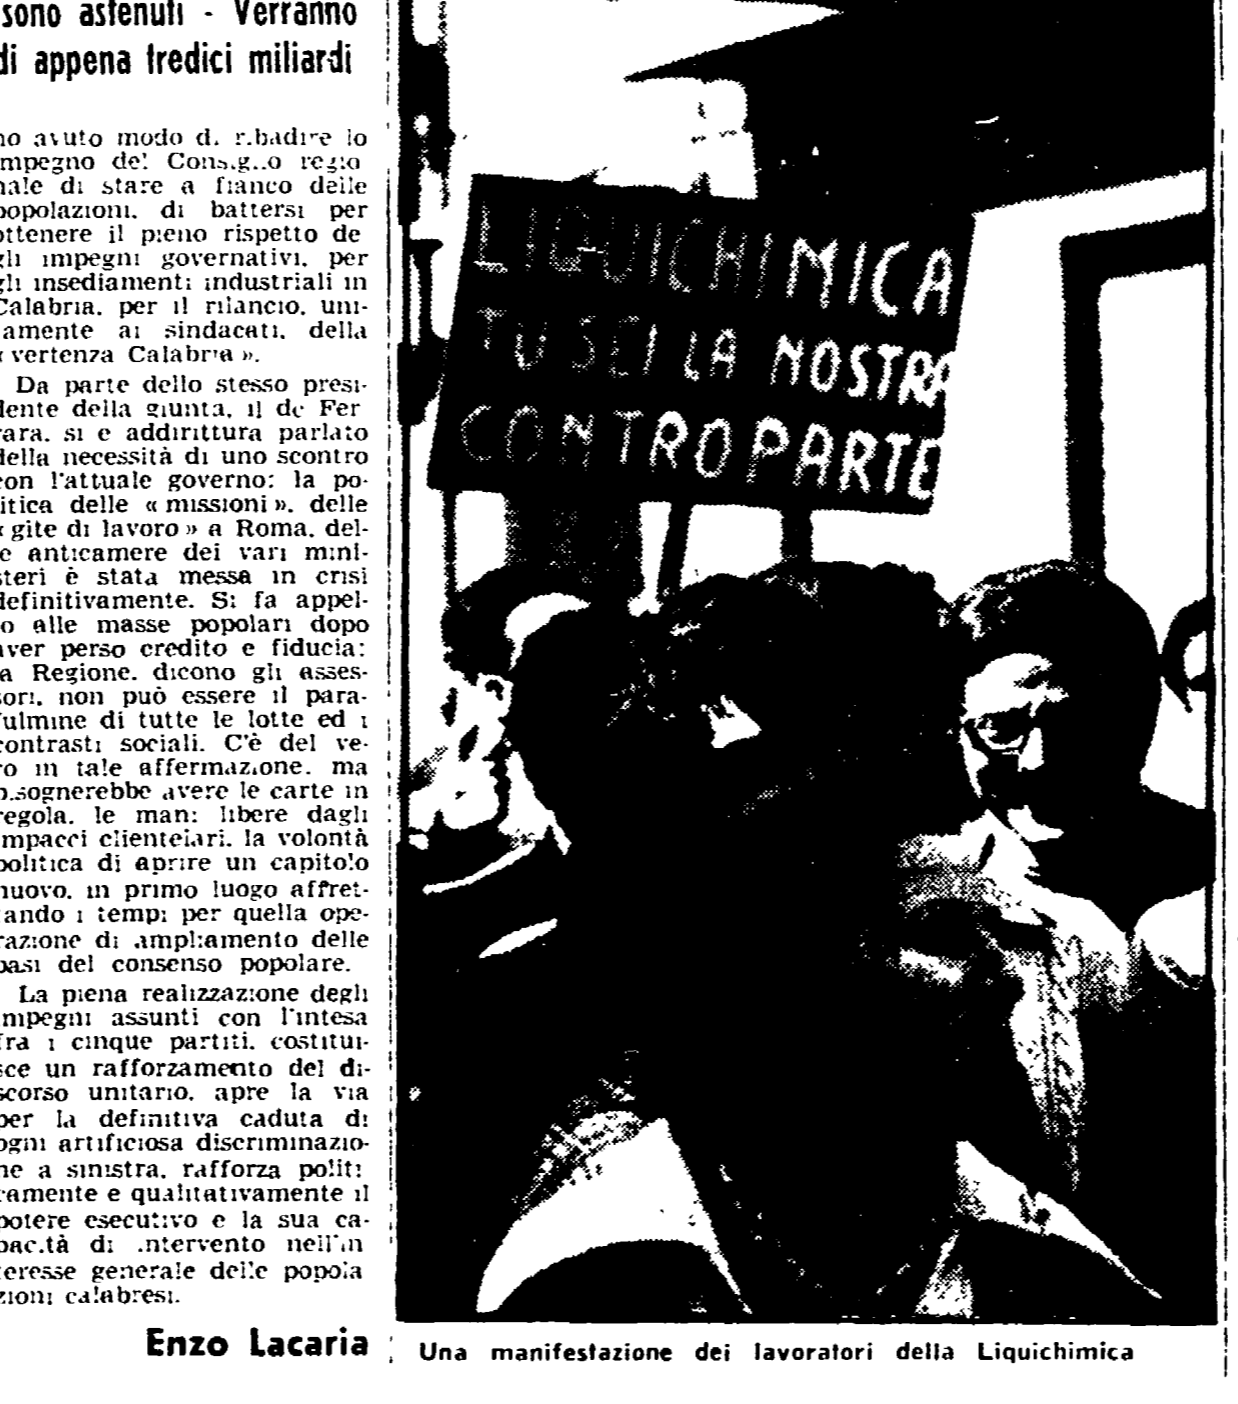 sono astenuti - Verranno
di appena tredici miliardi
no avuto modo di ribadire lo
impegno del Consiglio regio
nale di stare a fianco delle
popolazioni, di battersi per
ottenere il pieno rispetto de
gli impegni governativi, per
gli insediamenti industriali in
Calabria, per il rilancio, uni-
tamente ai sindacati, della
« vertenza Calabria ».
Da parte dello stesso presi-
dente della giunta, il dc Fer
rara, si è addirittura parlato
della necessità di uno scontro
con l'attuale governo: la po-
litica delle « missioni », delle
« gite di lavoro » a Roma, del-
le anticamere dei vari mini-
steri è stata messa in crisi
definitivamente. Si fa appel-
lo alle masse popolari dopo
aver perso credito e fiducia:
la Regione, dicono gli asses-
sori, non può essere il para-
fulmine di tutte le lotte ed i
contrasti sociali. C'è del ve-
ro in tale affermazione, ma
bisognerebbe avere le carte in
regola, le mani libere dagli
impacci clientelari, la volontà
politica di aprire un capitolo
nuovo, in primo luogo affret-
tando i tempi per quella ope-
razione di ampliamento delle
basi del consenso popolare.
La piena realizzazione degli
impegni assunti con l'intesa
fra i cinque partiti, costitui-
sce un rafforzamento del di-
scorso unitario, apre la via
per la definitiva caduta di
ogni artificiosa discriminazio-
ne a sinistra, rafforza politi
camente e qualitativamente il
potere esecutivo e la sua ca-
pacità di intervento nell'in
teresse generale delle popola
zioni calabresi.
Enzo Lacaria
LIQUICHIMICA
TU SEI LA NOSTRA
CONTROPARTE
Una manifestazione dei lavoratori della Liquichimica